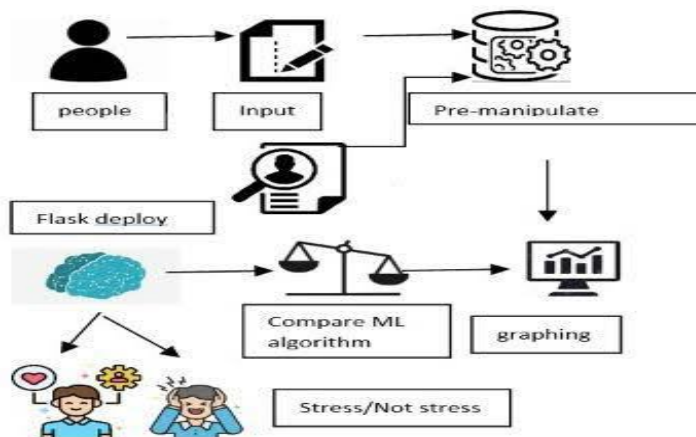 people
Input
Pre-manipulate
Flask deploy
Compare ML
algorithm
graphing
Stress/Not stress